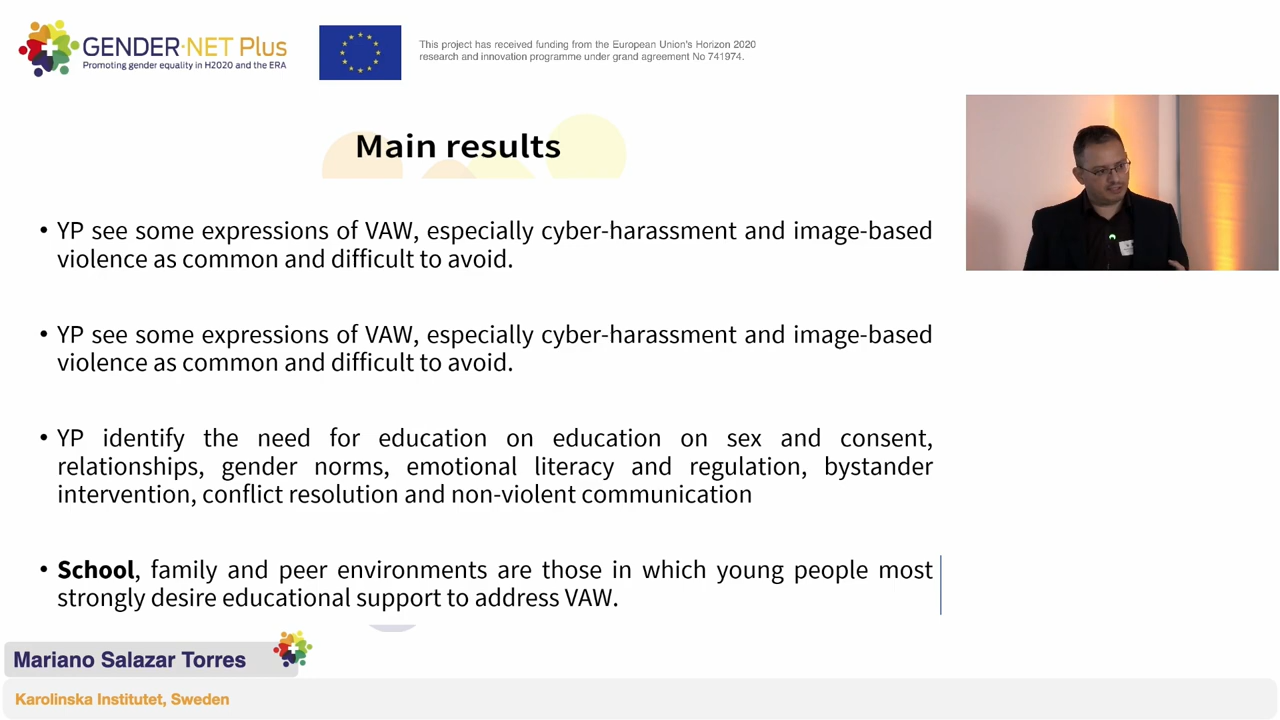 GENDER·NET Plus
Promoting gender equality in H2020 and the ERA
This project has received funding from the European Union's Horizon 2020
research and innovation programme under grand agreement No 741974.
Main results
• YP see some expressions of VAW, especially cyber-harassment and image-based
violence as common and difficult to avoid.
• YP see some expressions of VAW, especially cyber-harassment and image-based
violence as common and difficult to avoid.
• YP identify the need for education on education on sex and consent,
relationships, gender norms, emotional literacy and regulation, bystander
intervention, conflict resolution and non-violent communication
• School, family and peer environments are those in which young people most
strongly desire educational support to address VAW.
Mariano Salazar Torres
Karolinska Institutet, Sweden